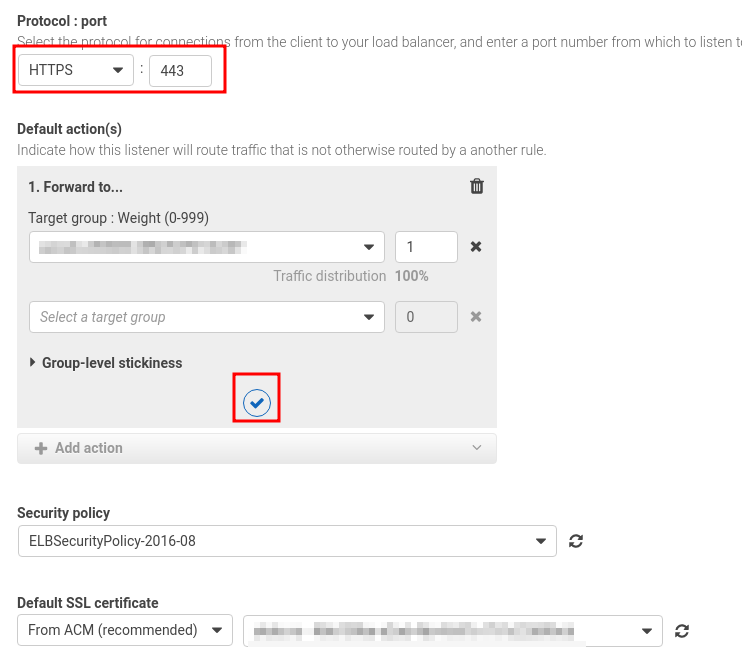 Protocol : port
Select the protocol for connections from the client to your load balancer, and enter a port number from which to listen to
HTTPS : 443
Default action(s)
Indicate how this listener will route traffic that is not otherwise routed by a another rule.
1. Forward to...
Target group : Weight (0-999)
1
Traffic distribution 100%
Select a target group 0
Group-level stickiness
Add action
Security policy
ELBSecurityPolicy-2016-08
Default SSL certificate
From ACM (recommended)